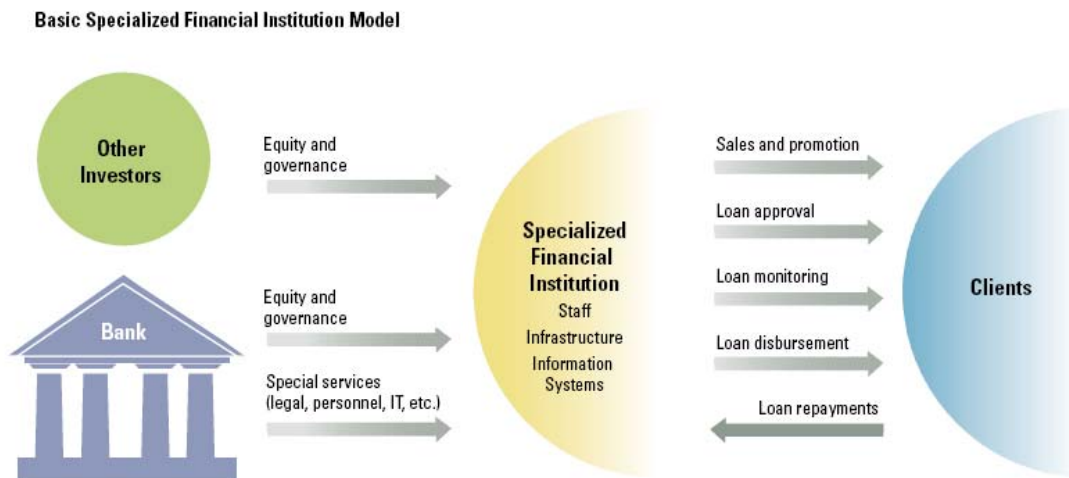 Basic Specialized Financial Institution Model
Other
Investors
Equity and
governance
Bank
Equity and
governance
Special services
(legal, personnel, IT, etc.)
Specialized
Financial
Institution
Staff
Infrastructure
Information
Systems
Sales and promotion
Loan approval
Loan monitoring
Loan disbursement
Loan repayments
Clients